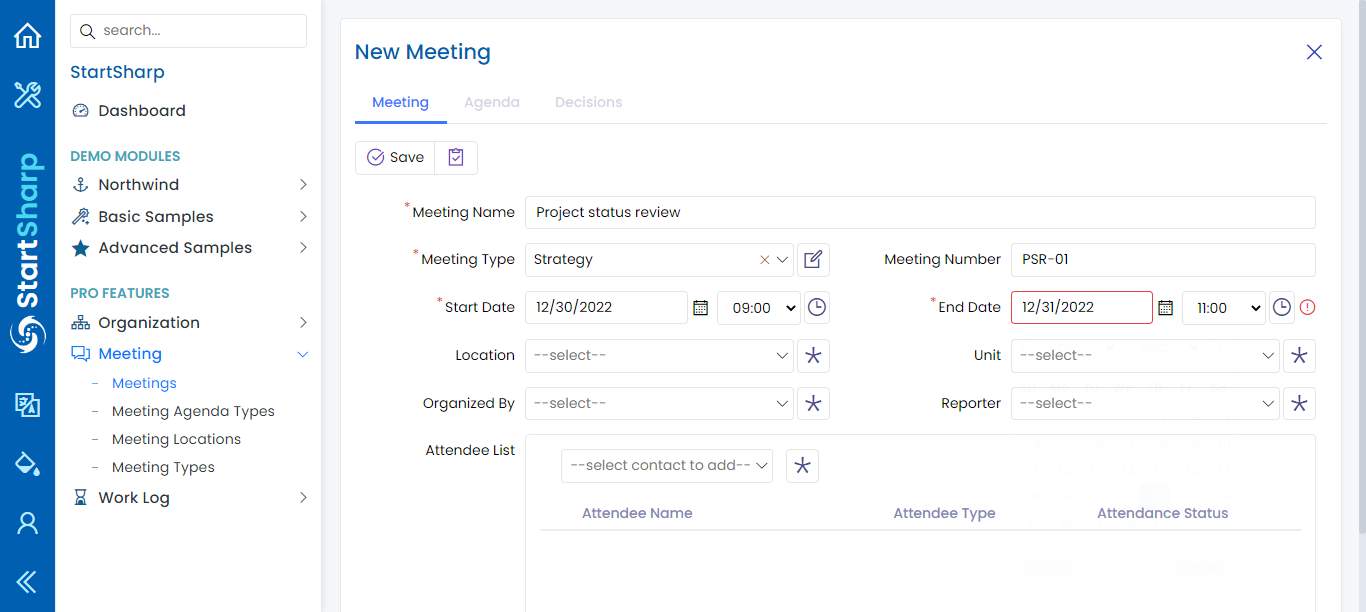 search...
StartSharp
Dashboard
DEMO MODULES
Northwind
Basic Samples
Advanced Samples
PRO FEATURES
Organization
Meeting
- Meetings
- Meeting Agenda Types
- Meeting Locations
- Meeting Types
Work Log
StartSharp
New Meeting
Meeting Agenda Decisions
Save
*Meeting Name Project status review
*Meeting Type Strategy Meeting Number PSR-01
*Start Date 12/30/2022 09:00 *End Date 12/31/2022 11:00
Location --select-- Unit --select--
Organized By --select-- Reporter --select--
Attendee List
--select contact to add--
Attendee Name Attendee Type Attendance Status